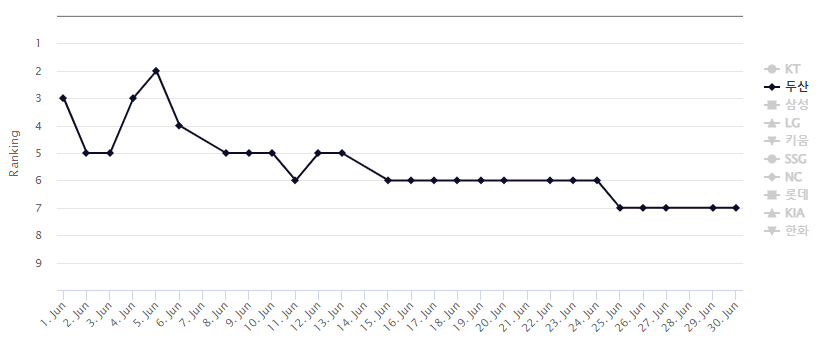 Ranking
1
2
3
4
5
6
7
8
9
1. Jun
2. Jun
3. Jun
4. Jun
5. Jun
6. Jun
7. Jun
8. Jun
9. Jun
10. Jun
11. Jun
12. Jun
13. Jun
14. Jun
15. Jun
16. Jun
17. Jun
18. Jun
19. Jun
20. Jun
21. Jun
22. Jun
23. Jun
24. Jun
25. Jun
26. Jun
27. Jun
28. Jun
29. Jun
30. Jun
KT
두산
삼성
LG
키움
SSG
NC
롯데
KIA
한화